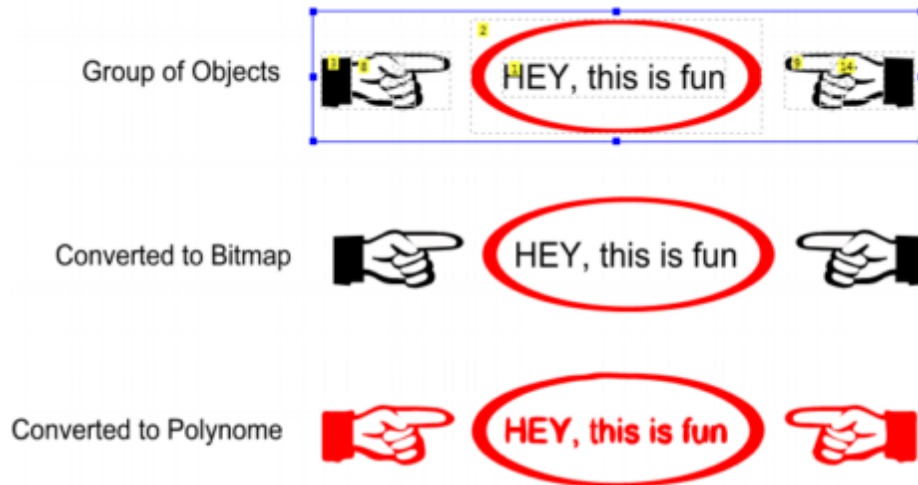 Group of Objects
HEY, this is fun
Converted to Bitmap
HEY, this is fun
Converted to Polynome
HEY, this is fun